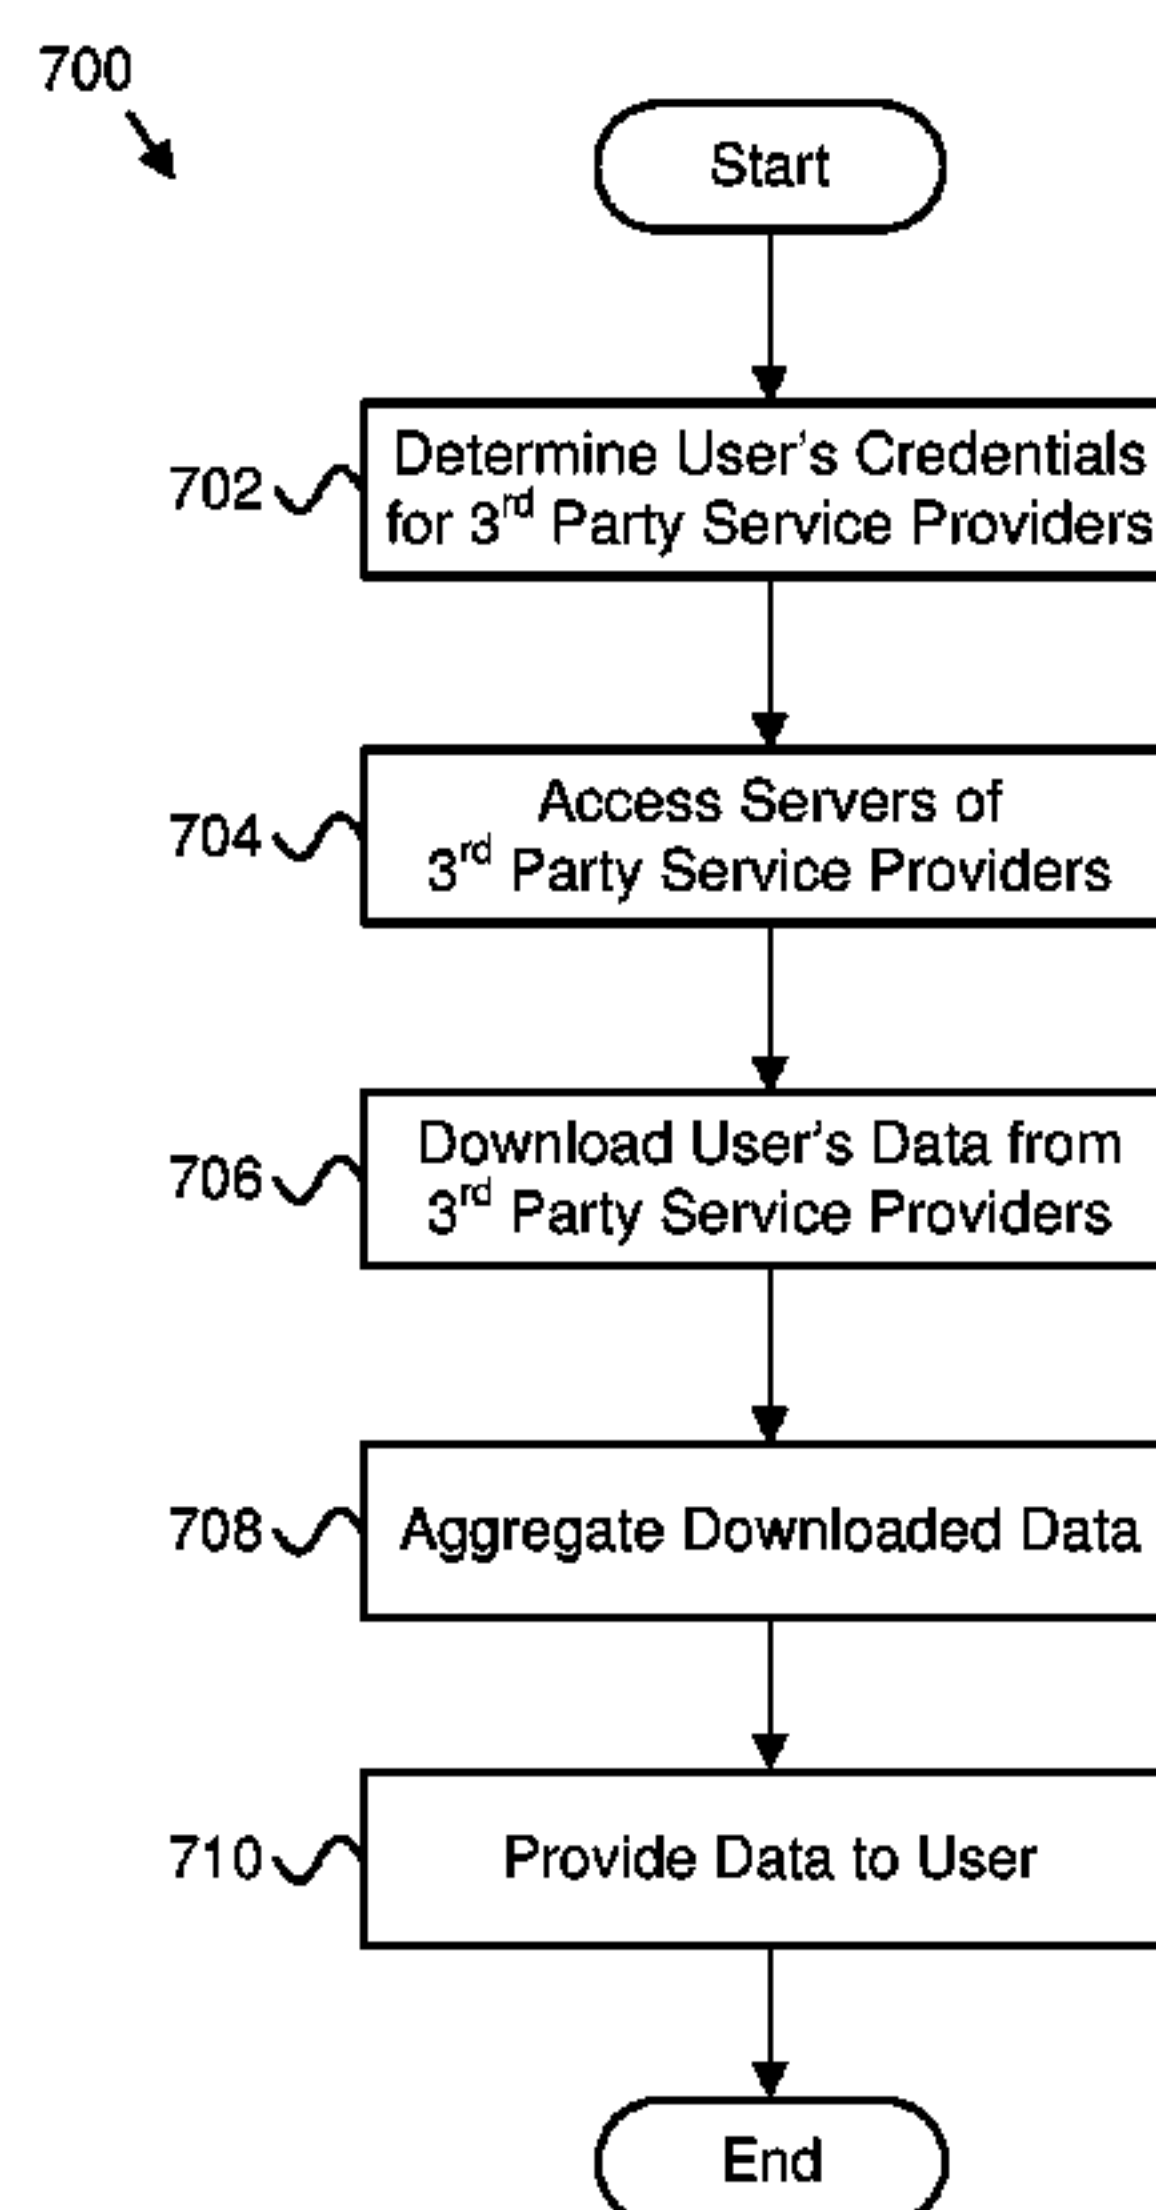 700
Start
702
Determine User's Credentials
for 3rd Party Service Providers
704
Access Servers of
3rd Party Service Providers
706
Download User's Data from
3rd Party Service Providers
708
Aggregate Downloaded Data
710
Provide Data to User
End